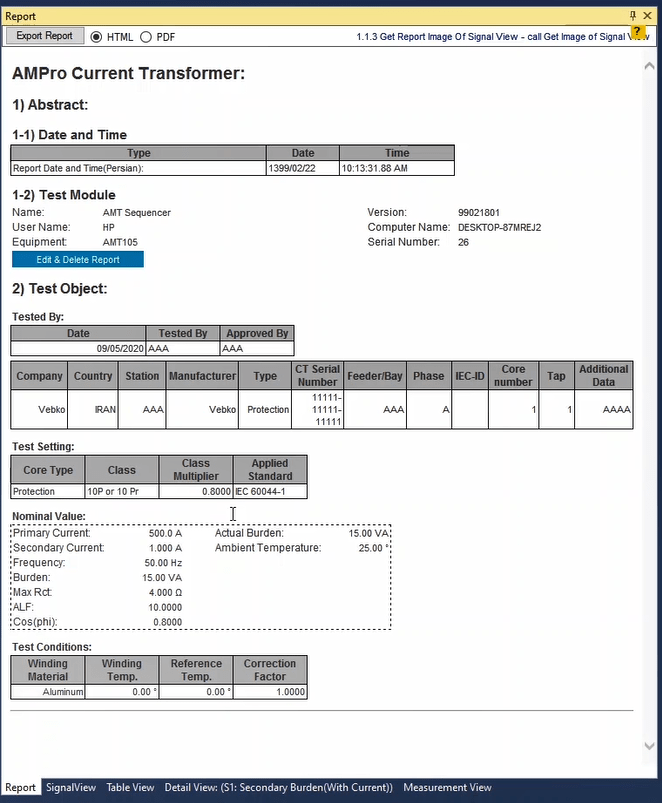 Report
Export Report HTML PDF 1.1.3 Get Report Image Of Signal View - call Get Image of Signal
AMPro Current Transformer:
1) Abstract:
1-1) Date and Time
Type Date Time
Report Date and Time(Persian): 1399/02/22 10:13:31.88 AM
1-2) Test Module
Name: AMT Sequencer Version: 99021801
User Name: HP Computer Name: DESKTOP-87MREJ2
Equipment: AMT105 Serial Number: 26
Edit & Delete Report
2) Test Object:
Tested By:
Date Tested By Approved By
09/05/2020 AAA AAA
Company Country Station Manufacturer Type CT Serial Number Feeder/Bay Phase IEC-ID Core number Tap Additional Data
Vebko IRAN AAA Vebko Protection 11111-11111-11111 AAA A 1 1 AAAA
Test Setting:
Core Type Class Class Multiplier Applied Standard
Protection 10P or 10 Pr 0.8000 IEC 60044-1
Nominal Value:
Primary Current: 500.0 A Actual Burden: 15.00 VA
Secondary Current: 1.000 A Ambient Temperature: 25.00 °
Frequency: 50.00 Hz
Burden: 15.00 VA
Max Rct: 4.000 Ω
ALF: 10.0000
Cos(phi): 0.8000
Test Conditions:
Winding Material Winding Temp. Reference Temp. Correction Factor
Aluminum 0.00 ° 0.00 ° 1.0000
Report SignalView Table View Detail View: (S1: Secondary Burden(With Current)) Measurement View